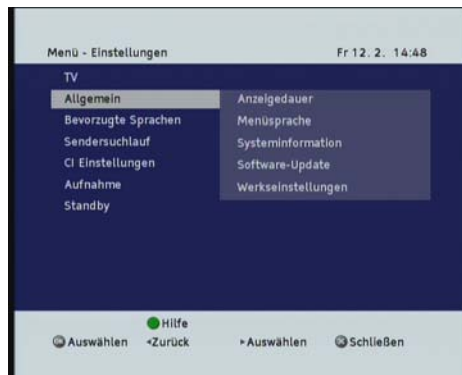 Menü - Einstellungen Fr 12. 2. 14:48
TV
Allgemein Anzeigedauer
Bevorzugte Sprachen Menüsprache
Sendersuchlauf Systeminformation
CI Einstellungen Software-Update
Aufnahme Werkseinstellungen
Standby
Hilfe
OK Auswählen ◂Zurück ▸Auswählen Schließen